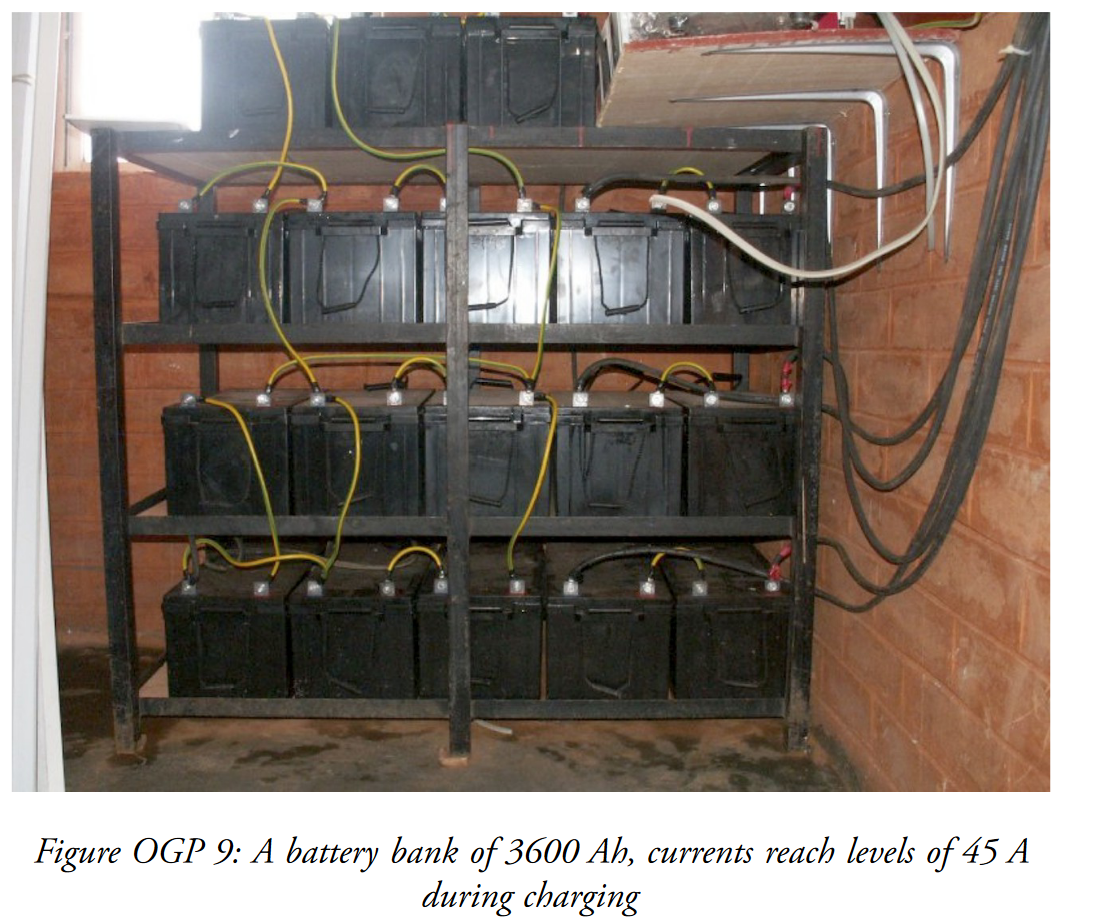 Figure OGP 9: A battery bank of 3600 Ah, currents reach levels of 45 A
during charging